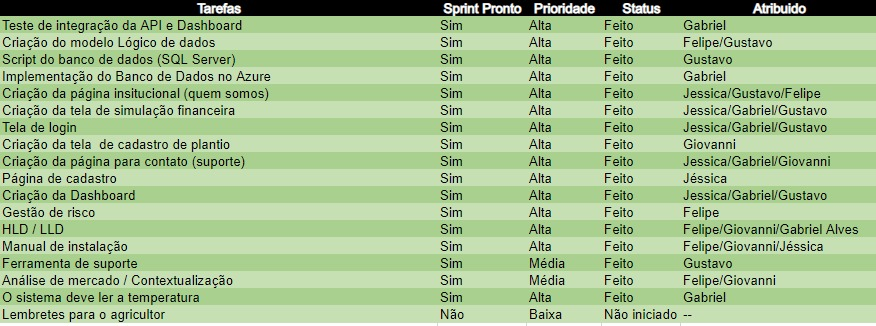 Tarefas Sprint Pronto Prioridade Status Atribuido
Teste de integração da API e Dashboard Sim Alta Feito Gabriel
Criação do modelo Lógico de dados Sim Alta Feito Felipe/Gustavo
Script do banco de dados (SQL Server) Sim Alta Feito Gustavo
Implementação do Banco de Dados no Azure Sim Alta Feito Gabriel
Criação da página insitucional (quem somos) Sim Alta Feito Jessica/Gustavo/Felipe
Criação da tela de simulação financeira Sim Alta Feito Jessica/Gabriel/Gustavo
Tela de login Sim Alta Feito Jessica/Gabriel/Gustavo
Criação da tela  de cadastro de plantio Sim Alta Feito Giovanni
Criação da página para contato (suporte) Sim Alta Feito Jessica/Gabriel/Giovanni
Página de cadastro Sim Alta Feito Jéssica
Criação da Dashboard Sim Alta Feito Jessica/Gabriel/Gustavo
Gestão de risco Sim Alta Feito Felipe
HLD / LLD Sim Alta Feito Felipe/Giovanni/Gabriel Alves
Manual de instalação Sim Alta Feito Felipe/Giovanni/Jéssica
Ferramenta de suporte Sim Média Feito Gustavo
Análise de mercado / Contextualização Sim Média Feito Felipe/Giovanni
O sistema deve ler a temperatura Sim Alta Feito Gabriel
Lembretes para o agricultor Não Baixa Não iniciado --